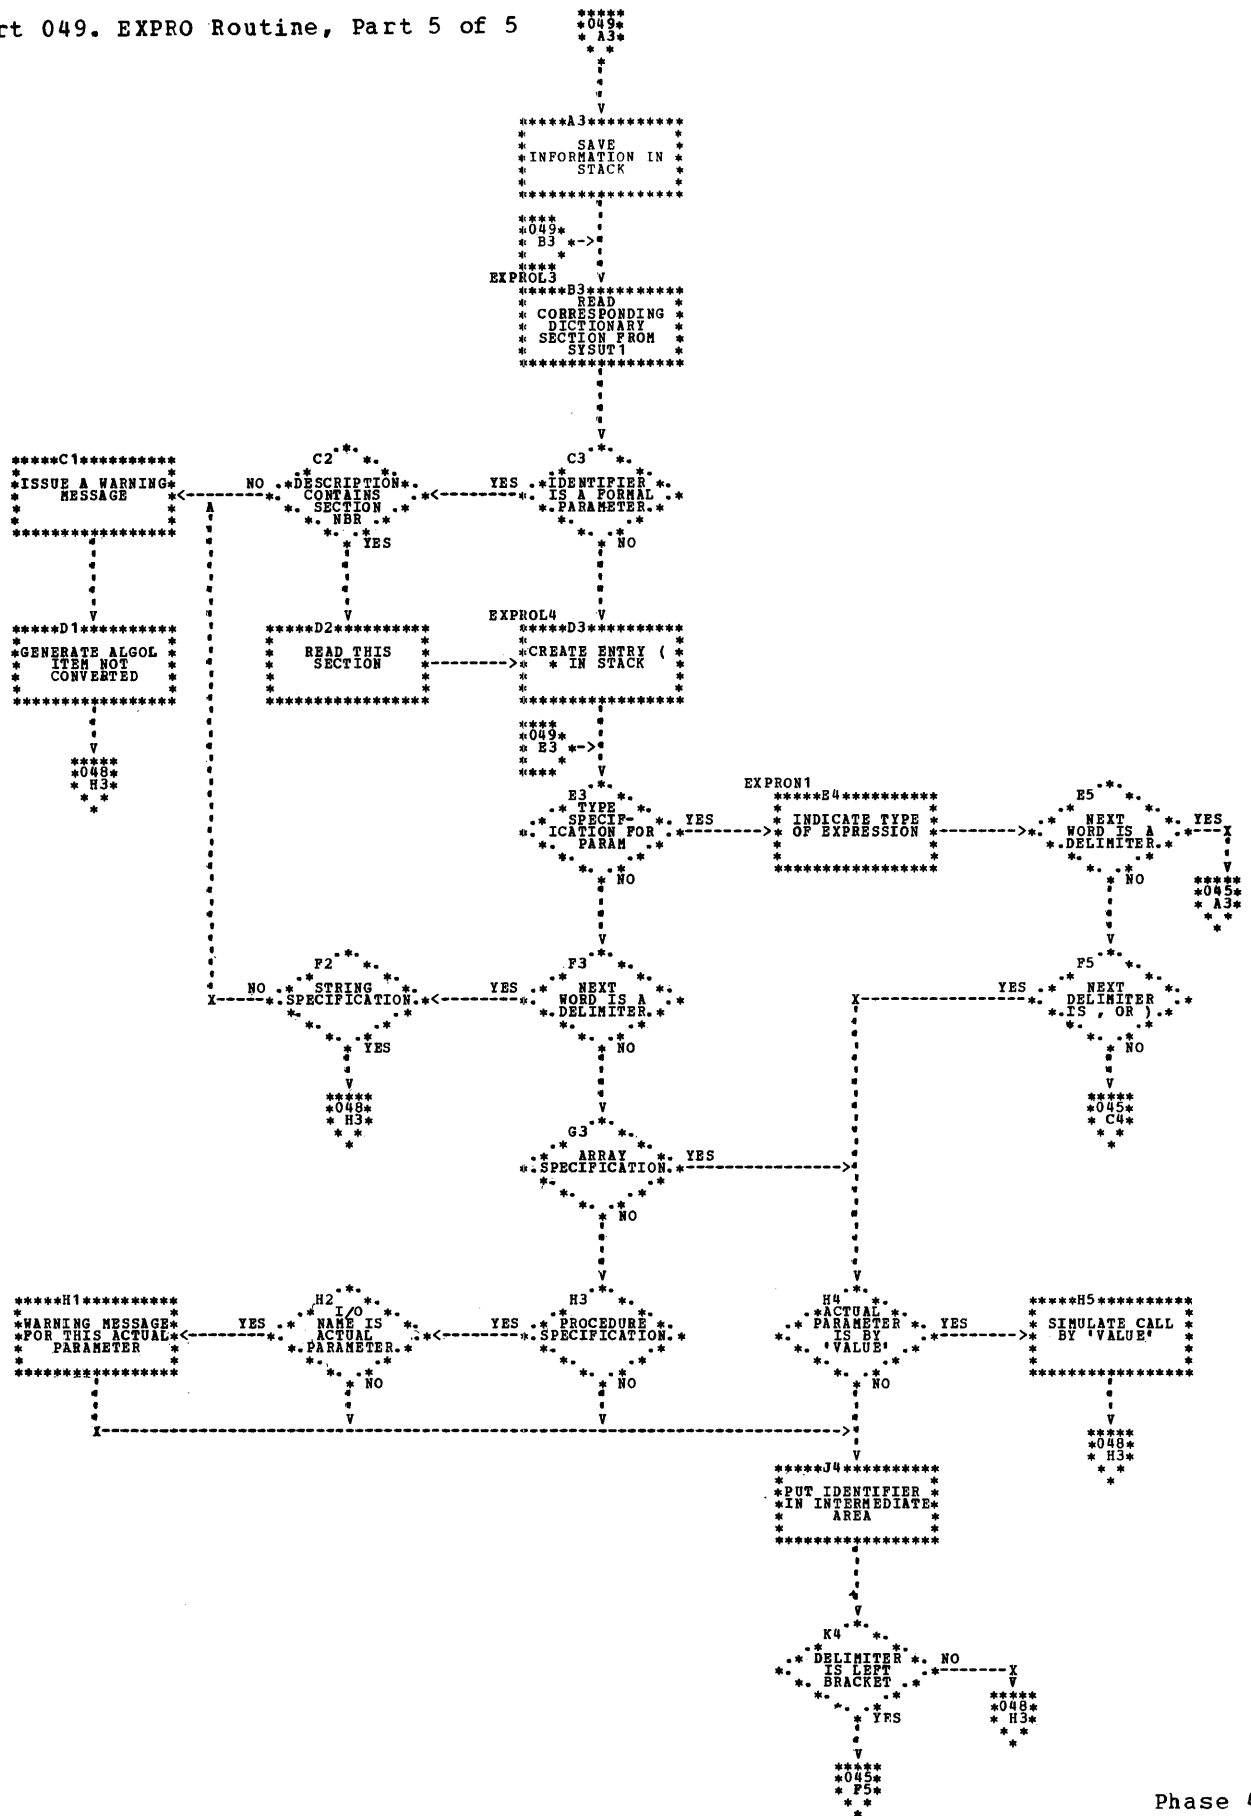 rt 049. EXPRO Routine, Part 5 of 5
*049*
* A3*
*****A3**********
SAVE
*INFORMATION IN *
STACK
*049*
* B3 *->
EXPROL3
*****B3**********
READ
CORRESPONDING
DICTIONARY
SECTION FROM
SYSUT1
*****C1**********
*ISSUE A WARNING*
MESSAGE
C2
NO
*DESCRIPTION*
CONTAINS
SECTION
NBR
YES
C3
YES
*IDENTIFIER *
IS A FORMAL
PARAMETER
NO
*****D1**********
*GENERATE ALGOL *
ITEM NOT
CONVERTED
*048*
* H3*
*****D2**********
READ THIS
SECTION
EXPROL4
*****D3**********
*CREATE ENTRY ( *
* IN STACK
*049*
* E3 *->
E3
TYPE
SPECIF-
ICATION FOR
PARAM
YES
NO
EXPRON1
*****E4**********
INDICATE TYPE
OF EXPRESSION
E5
NEXT
WORD IS A
DELIMITER
YES
NO
*045*
* A3*
F2
NO
STRING
SPECIFICATION
YES
*048*
* H3*
F3
YES
NEXT
WORD IS A
DELIMITER
NO
F5
YES
NEXT
DELIMITER
IS , OR )
NO
*045*
* C4*
G3
ARRAY
SPECIFICATION
YES
NO
*****H1**********
*WARNING MESSAGE*
*FOR THIS ACTUAL*
PARAMETER
H2
YES
I/O
NAME IS
ACTUAL
PARAMETER
NO
H3
YES
PROCEDURE
SPECIFICATION
NO
H4
*ACTUAL
PARAMETER
IS BY
'VALUE'
YES
NO
*****H5**********
SIMULATE CALL
BY 'VALUE'
*048*
* H3*
*****J4**********
*PUT IDENTIFIER *
*IN INTERMEDIATE*
AREA
K4
DELIMITER
IS LEFT
BRACKET
NO
YES
*048*
* H3*
*045*
* F5*
Phase